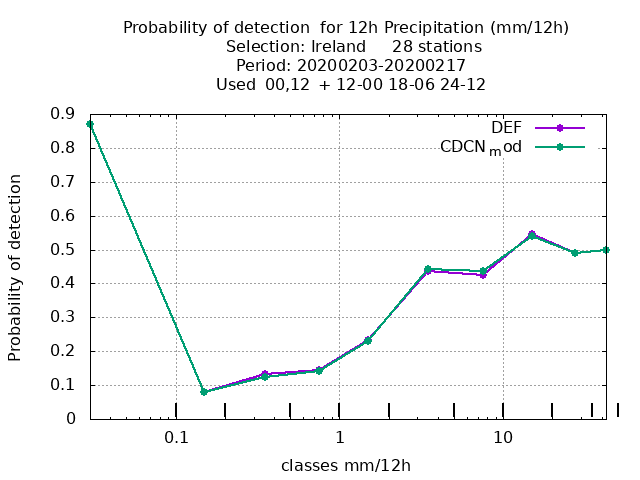 Probability of detection  for 12h Precipitation (mm/12h)
Selection: Ireland     28 stations
Period: 20200203-20200217
Used  00,12  + 12-00 18-06 24-12
DEF
CDCN_mod
0.9
0.8
0.7
0.6
0.5
0.4
0.3
0.2
0.1
0
Probability of detection
0.1 1 10
classes mm/12h